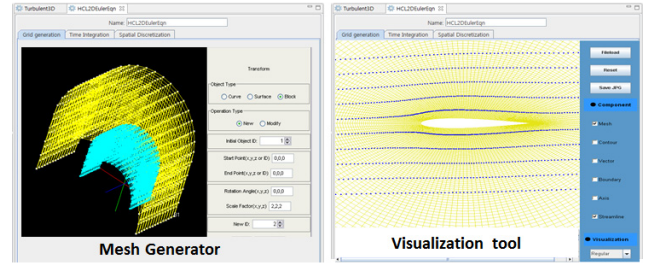 Turbulent3D HCL2DEulerEqn
Name: HCL2DEulerEqn
Grid generation Time Integration Spatial Discretization
Transform
Object Type
Curve Surface Block
Operation Type
New Modify
Initial Object ID: 1
Start Point(x,y,z or ID) 0,0,0
End Point(x,y,z or ID) 0,0,0
Rotation Angle(x,y,z) 0,0,0
Scale Factor(x,y,z) 2,2,2
New ID: 2
Mesh Generator
Turbulent3D HCL2DEulerEqn
Name: HCL2DEulerEqn
Grid generation Time Integration Spatial Discretization
Fileload
Reset
Save JPG
Component
Mesh
Contour
Vector
Boundary
Axis
Streamline
Visualization
Regular
Visualization tool